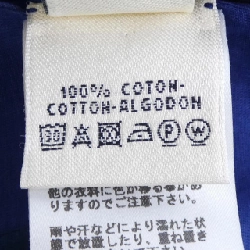 100% COTON-
COTTON-ALGODON
30 P W
他の衣料に色が移る事があ
りますのでご注意下さい。
雨や汗などにより濡れた状
態で放置したり、重ね置き